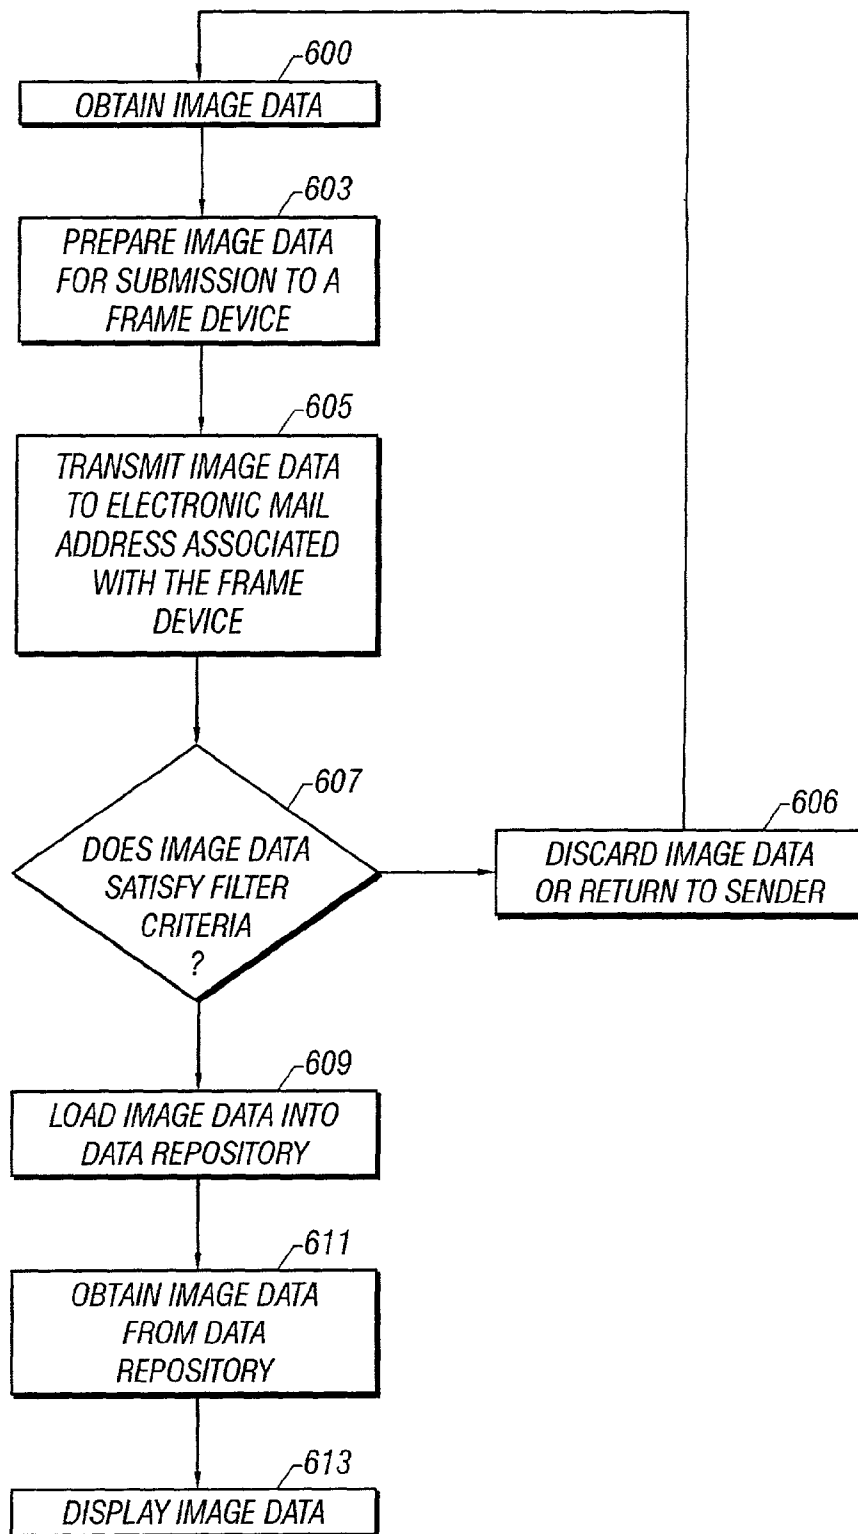 600
OBTAIN IMAGE DATA
603
PREPARE IMAGE DATA
FOR SUBMISSION TO A
FRAME DEVICE
605
TRANSMIT IMAGE DATA
TO ELECTRONIC MAIL
ADDRESS ASSOCIATED
WITH THE FRAME
DEVICE
607
DOES IMAGE DATA
SATISFY FILTER
CRITERIA
?
606
DISCARD IMAGE DATA
OR RETURN TO SENDER
609
LOAD IMAGE DATA INTO
DATA REPOSITORY
611
OBTAIN IMAGE DATA
FROM DATA
REPOSITORY
613
DISPLAY IMAGE DATA